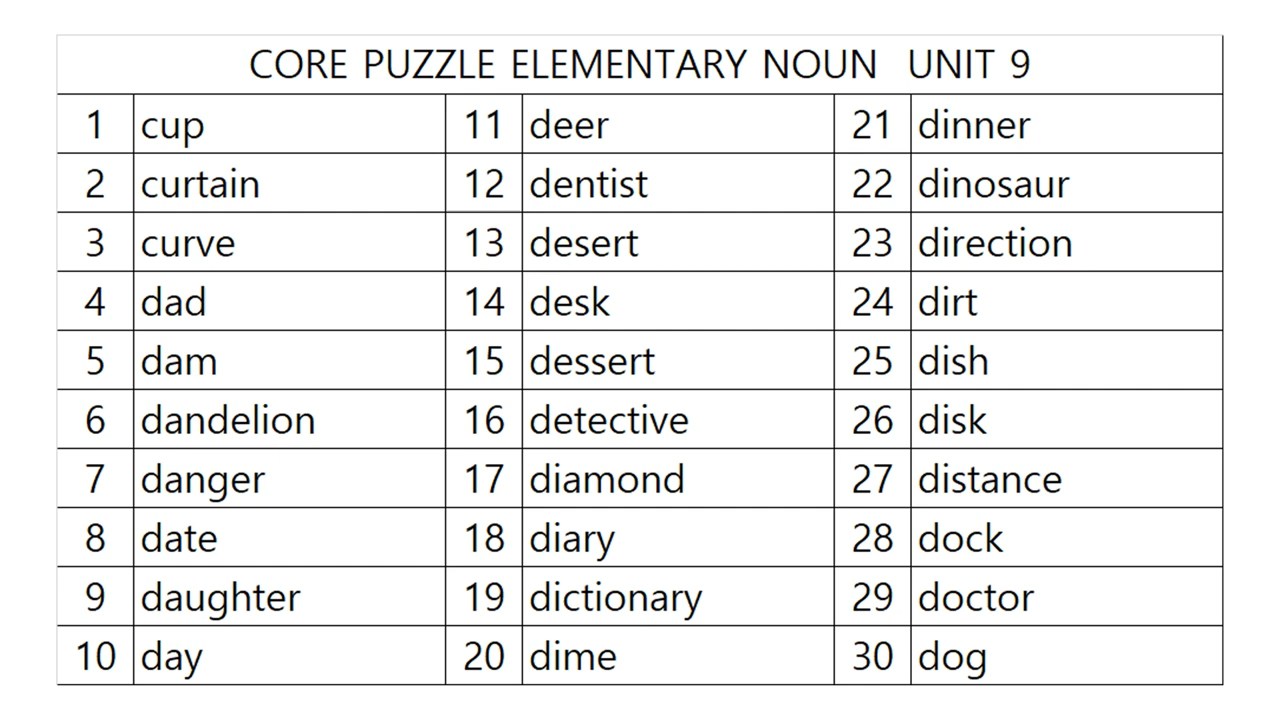 CORE PUZZLE ELEMENTARY NOUN UNIT 9
1 cup 11 deer 21 dinner
2 curtain 12 dentist 22 dinosaur
3 curve 13 desert 23 direction
4 dad 14 desk 24 dirt
5 dam 15 dessert 25 dish
6 dandelion 16 detective 26 disk
7 danger 17 diamond 27 distance
8 date 18 diary 28 dock
9 daughter 19 dictionary 29 doctor
10 day 20 dime 30 dog